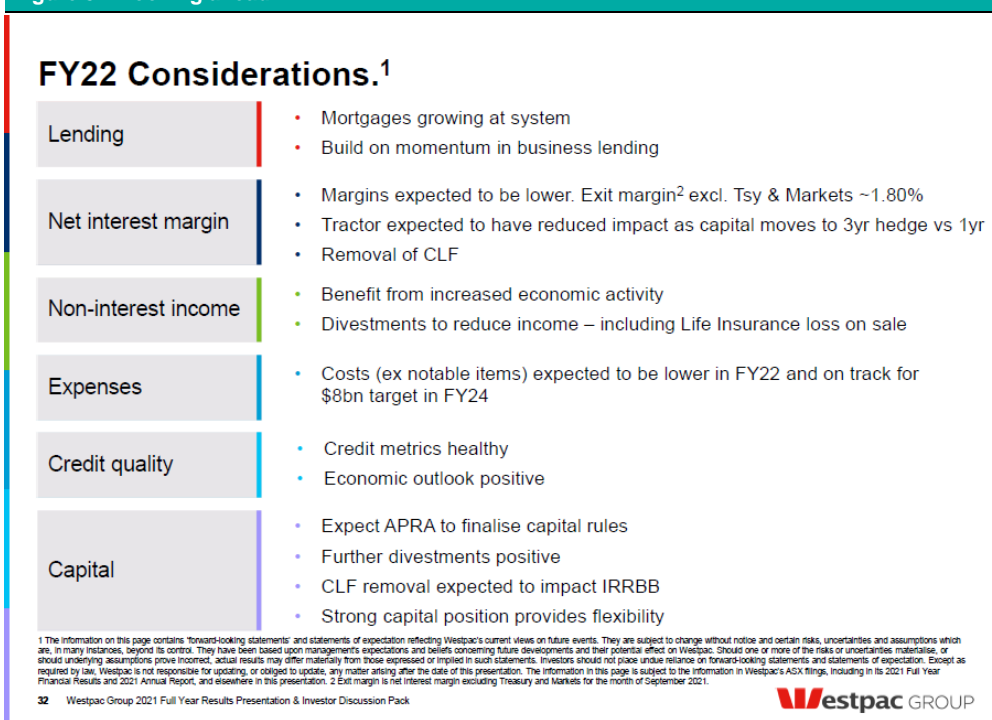 FY22 Considerations.1
Lending
• Mortgages growing at system
• Build on momentum in business lending
Net interest margin
• Margins expected to be lower. Exit margin2 excl. Tsy & Markets ~1.80%
• Tractor expected to have reduced impact as capital moves to 3yr hedge vs 1yr
• Removal of CLF
Non-interest income
• Benefit from increased economic activity
• Divestments to reduce income – including Life Insurance loss on sale
Expenses
• Costs (ex notable items) expected to be lower in FY22 and on track for
$8bn target in FY24
Credit quality
• Credit metrics healthy
• Economic outlook positive
Capital
• Expect APRA to finalise capital rules
• Further divestments positive
• CLF removal expected to impact IRRBB
• Strong capital position provides flexibility
1 The information on this page contains 'forward-looking statements' and statements of expectation reflecting Westpac's current views on future events. They are subject to change without notice and certain risks, uncertainties and assumptions which
are, in many instances, beyond its control. They have been based upon management's expectations and beliefs concerning future developments and their potential effect on Westpac. Should one or more of the risks or uncertainties materialise, or
should underlying assumptions prove incorrect, actual results may differ materially from those expressed or implied in such statements. Investors should not place undue reliance on forward-looking statements and statements of expectation. Except as
required by law, Westpac is not responsible for updating, or obliged to update, any matter arising after the date of this presentation. The information in this page is subject to the information in Westpac's ASX filings, including in its 2021 Full Year
Financial Results and 2021 Annual Report, and elsewhere in this presentation. 2 Exit margin is net interest margin excluding Treasury and Markets for the month of September 2021.
32 Westpac Group 2021 Full Year Results Presentation & Investor Discussion Pack
Westpac GROUP